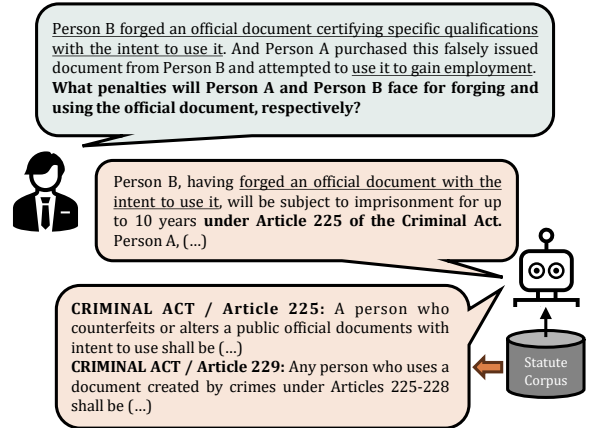 Person B forged an official document certifying specific qualifications
with the intent to use it. And Person A purchased this falsely issued
document from Person B and attempted to use it to gain employment.
What penalties will Person A and Person B face for forging and
using the official document, respectively?
Person B, having forged an official document with the
intent to use it, will be subject to imprisonment for up
to 10 years under Article 225 of the Criminal Act.
Person A, (...)
CRIMINAL ACT / Article 225: A person who
counterfeits or alters a public official documents with
intent to use shall be (...)
CRIMINAL ACT / Article 229: Any person who uses a
document created by crimes under Articles 225-228
shall be (...)
Statute
Corpus